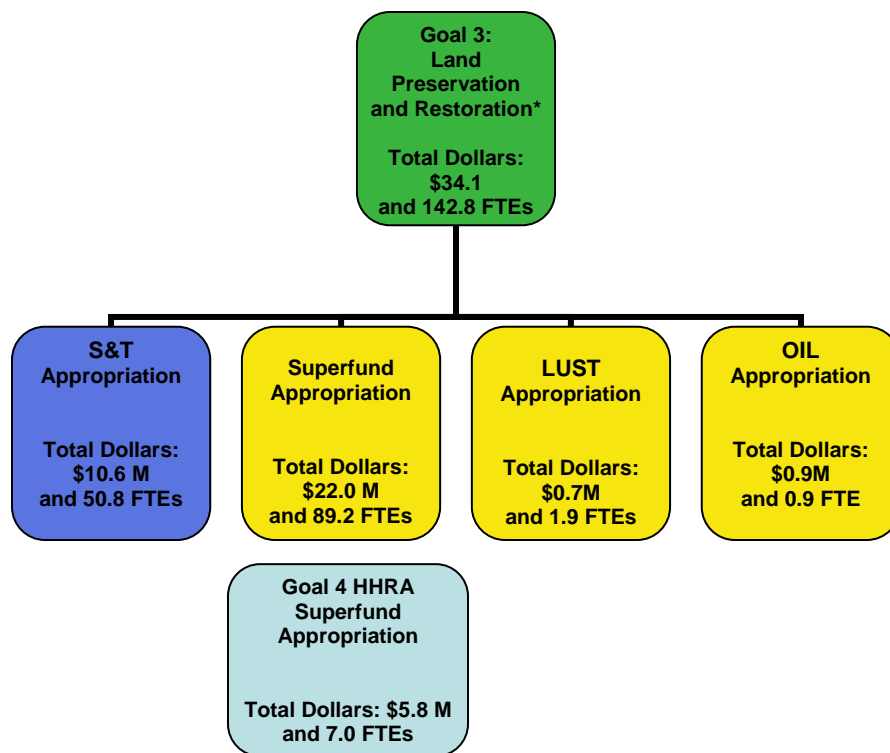 Goal 3:
Land
Preservation
and Restoration*
Total Dollars:
$34.1
and 142.8 FTEs
S&T
Appropriation
Total Dollars:
$10.6 M
and 50.8 FTEs
Superfund
Appropriation
Total Dollars:
$22.0 M
and 89.2 FTEs
LUST
Appropriation
Total Dollars:
$0.7M
and 1.9 FTEs
OIL
Appropriation
Total Dollars:
$0.9M
and 0.9 FTE
Goal 4 HHRA
Superfund
Appropriation
Total Dollars: $5.8 M
and 7.0 FTEs